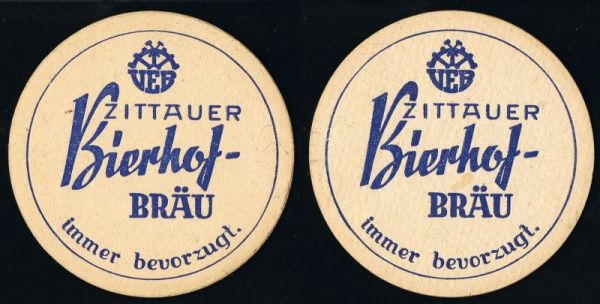 VEB
ZITTAUER
Bierhof-
BRÄU
immer bevorzugt.
VEB
ZITTAUER
Bierhof-
BRÄU
immer bevorzugt.